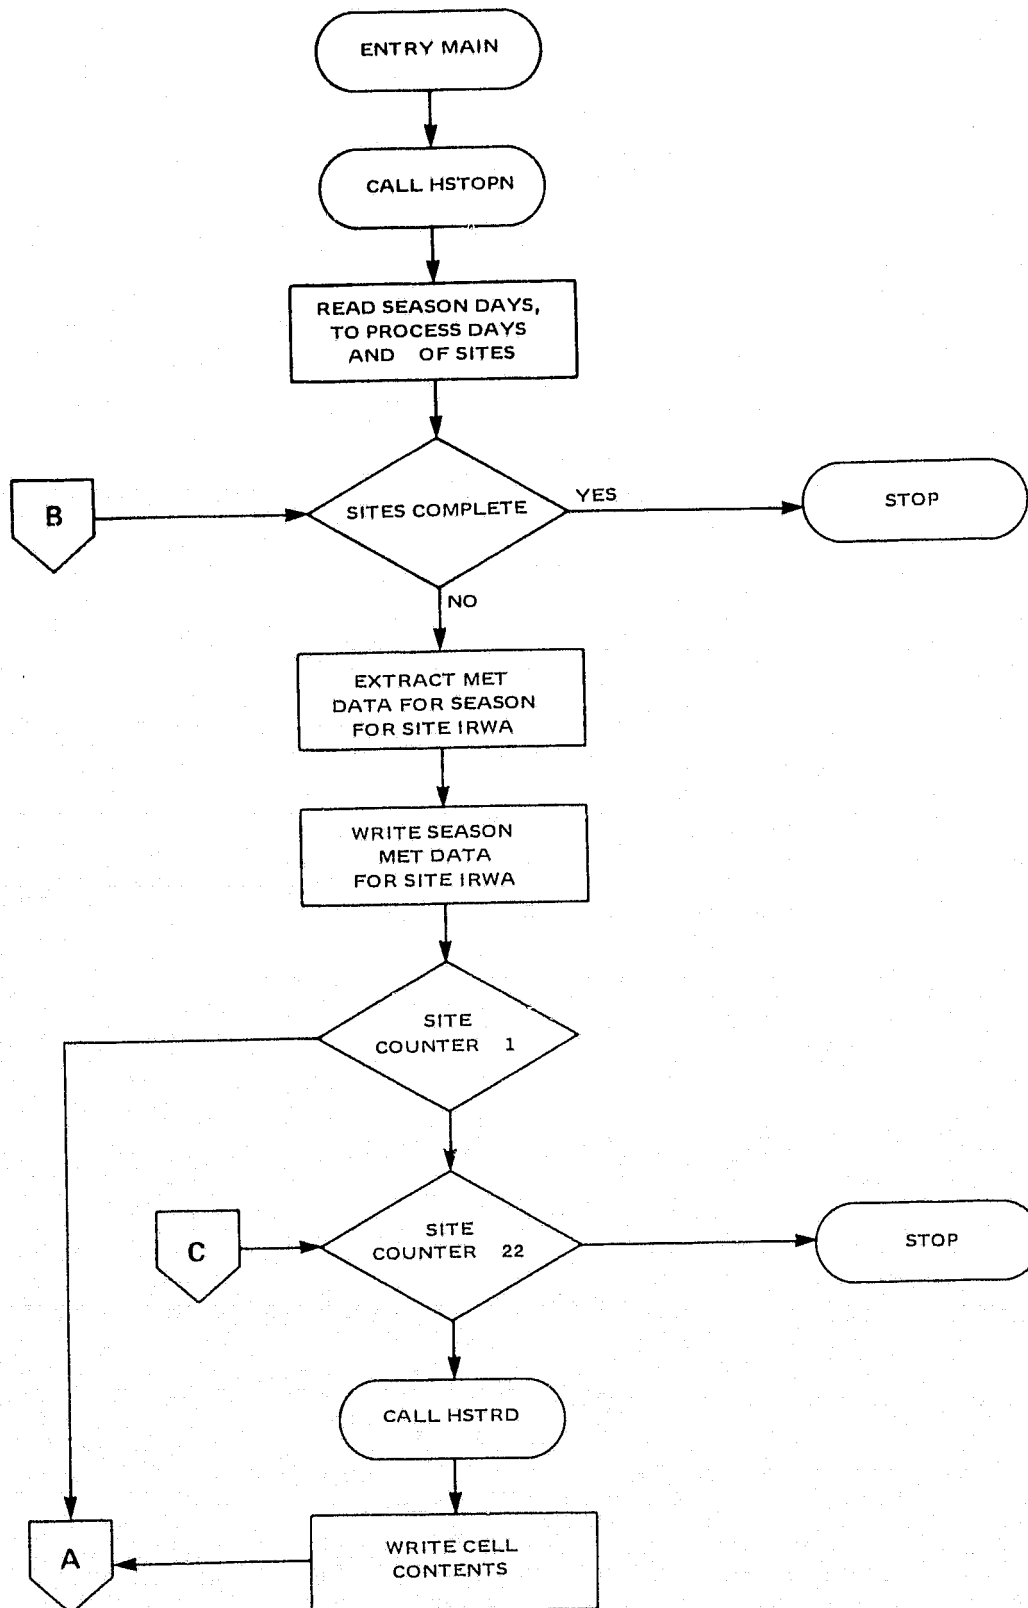 ENTRY MAIN
CALL HSTOPN
READ SEASON DAYS,
TO PROCESS DAYS
AND OF SITES
B
SITES COMPLETE
YES
STOP
NO
EXTRACT MET
DATA FOR SEASON
FOR SITE IRWA
WRITE SEASON
MET DATA
FOR SITE IRWA
SITE
COUNTER 1
C
SITE
COUNTER 22
STOP
CALL HSTRD
A
WRITE CELL
CONTENTS